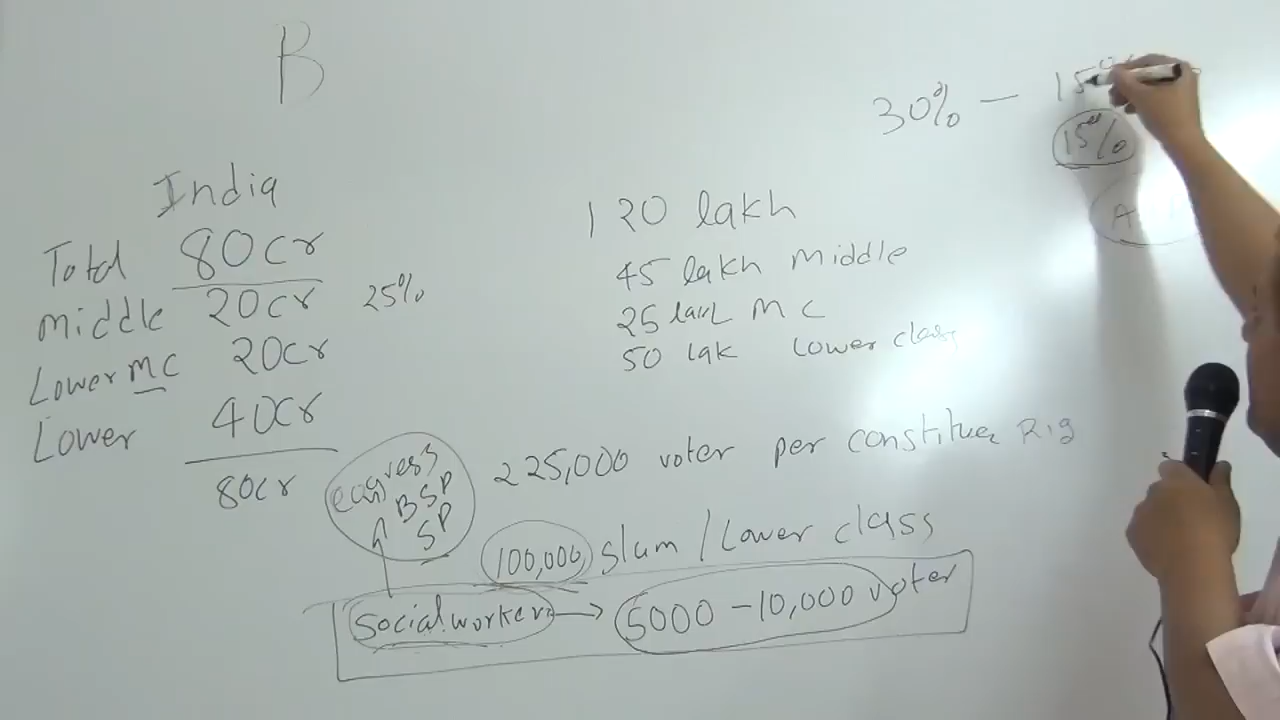 B
India
Total 80cr
middle 20cr 25%
Lower MC 20cr
Lower 40cr
80cr
congress
BSP
SP
30% – 15%
15%
A
120 lakh
45 lakh middle
25 lakh MC
50 lak Lower class
225,000 voter per constituen Rig
100,000 slum / Lower class
social worker → 5000 – 10,000 voter